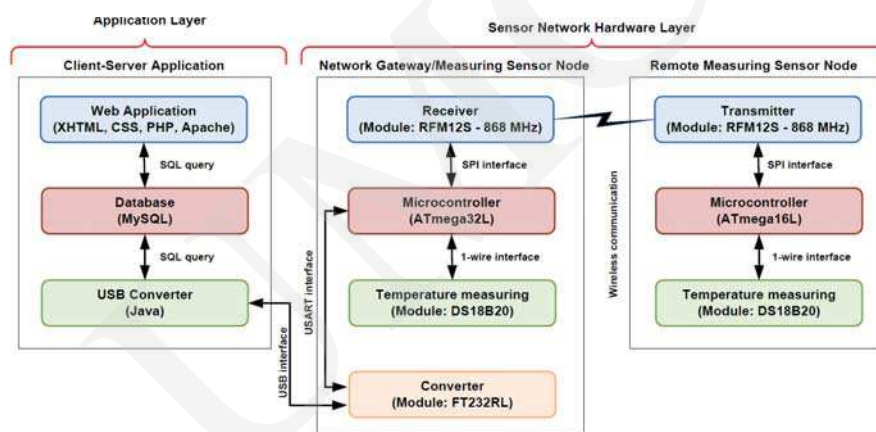 Application Layer
Sensor Network Hardware Layer
Client-Server Application
Network Gateway/Measuring Sensor Node
Remote Measuring Sensor Node
Web Application
(XHTML, CSS, PHP, Apache)
SQL query
Database
(MySQL)
SQL query
USB Converter
(Java)
USB interface
USART interface
Receiver
(Module: RFM12S - 868 MHz)
SPI interface
Microcontroller
(ATmega32L)
1-wire interface
Temperature measuring
(Module: DS18B20)
Converter
(Module: FT232RL)
Wireless communication
Transmitter
(Module: RFM12S - 868 MHz)
SPI interface
Microcontroller
(ATmega16L)
1-wire interface
Temperature measuring
(Module: DS18B20)